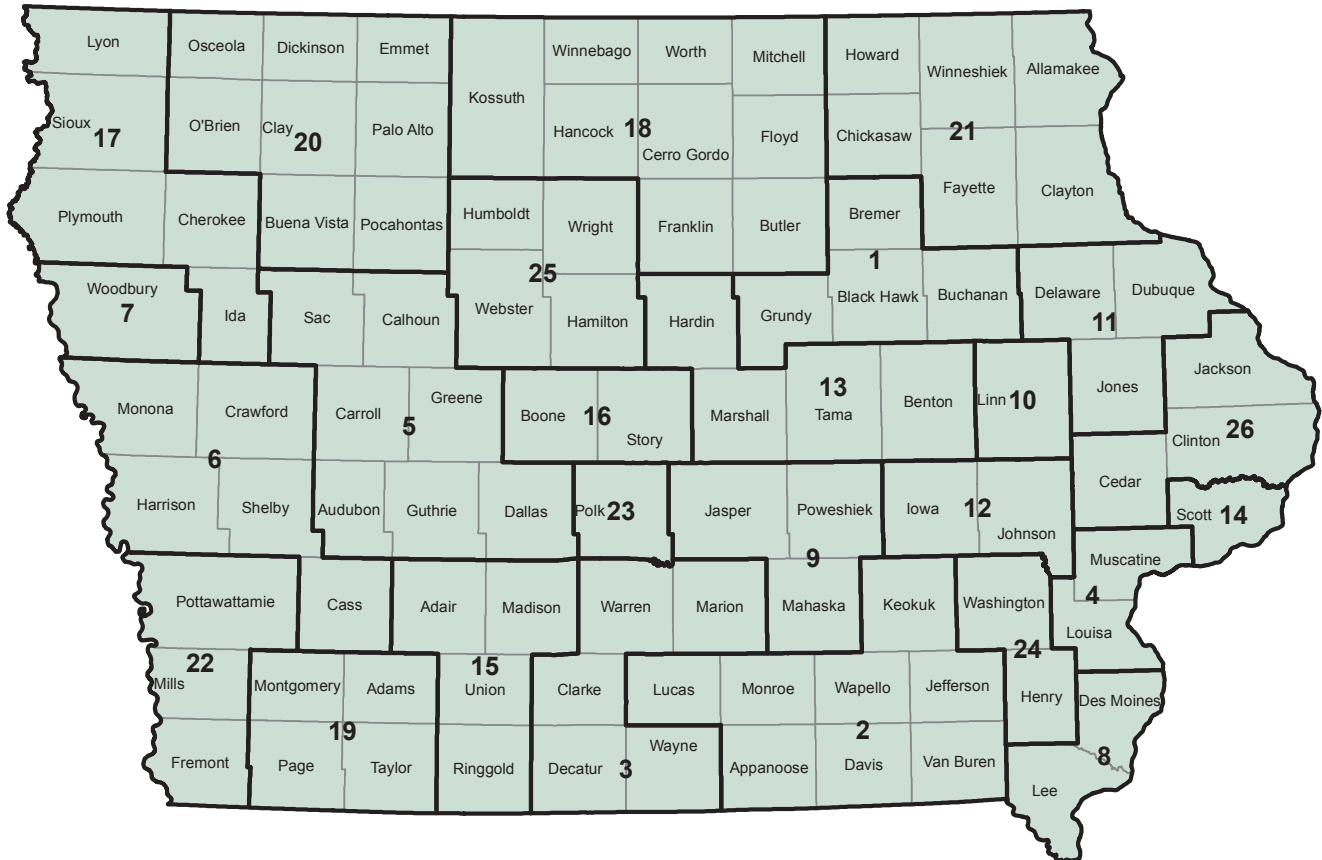 Lyon
Osceola
Dickinson
Emmet
Winnebago
Worth
Mitchell
Howard
Winneshiek
Allamakee
Kossuth
Sioux 17
O'Brien
Clay 20
Palo Alto
Hancock 18
Cerro Gordo
Floyd
Chickasaw
21
Fayette
Clayton
Plymouth
Cherokee
Buena Vista
Pocahontas
Humboldt
Wright
Franklin
Butler
Bremer
1
25
Woodbury
7
Ida
Sac
Calhoun
Webster
Hamilton
Hardin
Grundy
Black Hawk
Buchanan
Delaware
Dubuque
11
Monona
Crawford
Carroll
Greene
5
Boone
16
Story
Marshall
13
Tama
Benton
Linn 10
Jones
Jackson
Clinton 26
6
Harrison
Shelby
Audubon
Guthrie
Dallas
Polk 23
Jasper
Poweshiek
Iowa
12
Johnson
Cedar
Scott 14
Muscatine
9
4
Pottawattamie
Cass
Adair
Madison
Warren
Marion
Mahaska
Keokuk
Washington
Louisa
24
22
Mills
Montgomery
Adams
15
Union
Clarke
Lucas
Monroe
Wapello
Jefferson
Henry
Des Moines
19
2
8
Fremont
Page
Taylor
Ringgold
Decatur
3
Wayne
Appanoose
Davis
Van Buren
Lee